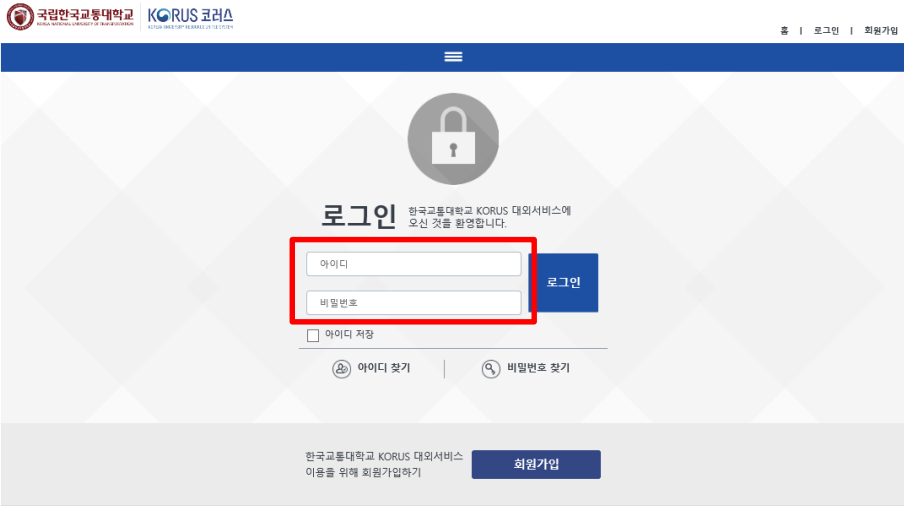 국립한국교통대학교
KORUS 코러스
홈 | 로그인 | 회원가입
로그인
한국교통대학교 KORUS 대외서비스에
오신 것을 환영합니다.
아이디
로그인
비밀번호
아이디 저장
아이디 찾기 | 비밀번호 찾기
한국교통대학교 KORUS 대외서비스
이용을 위해 회원가입하기
회원가입